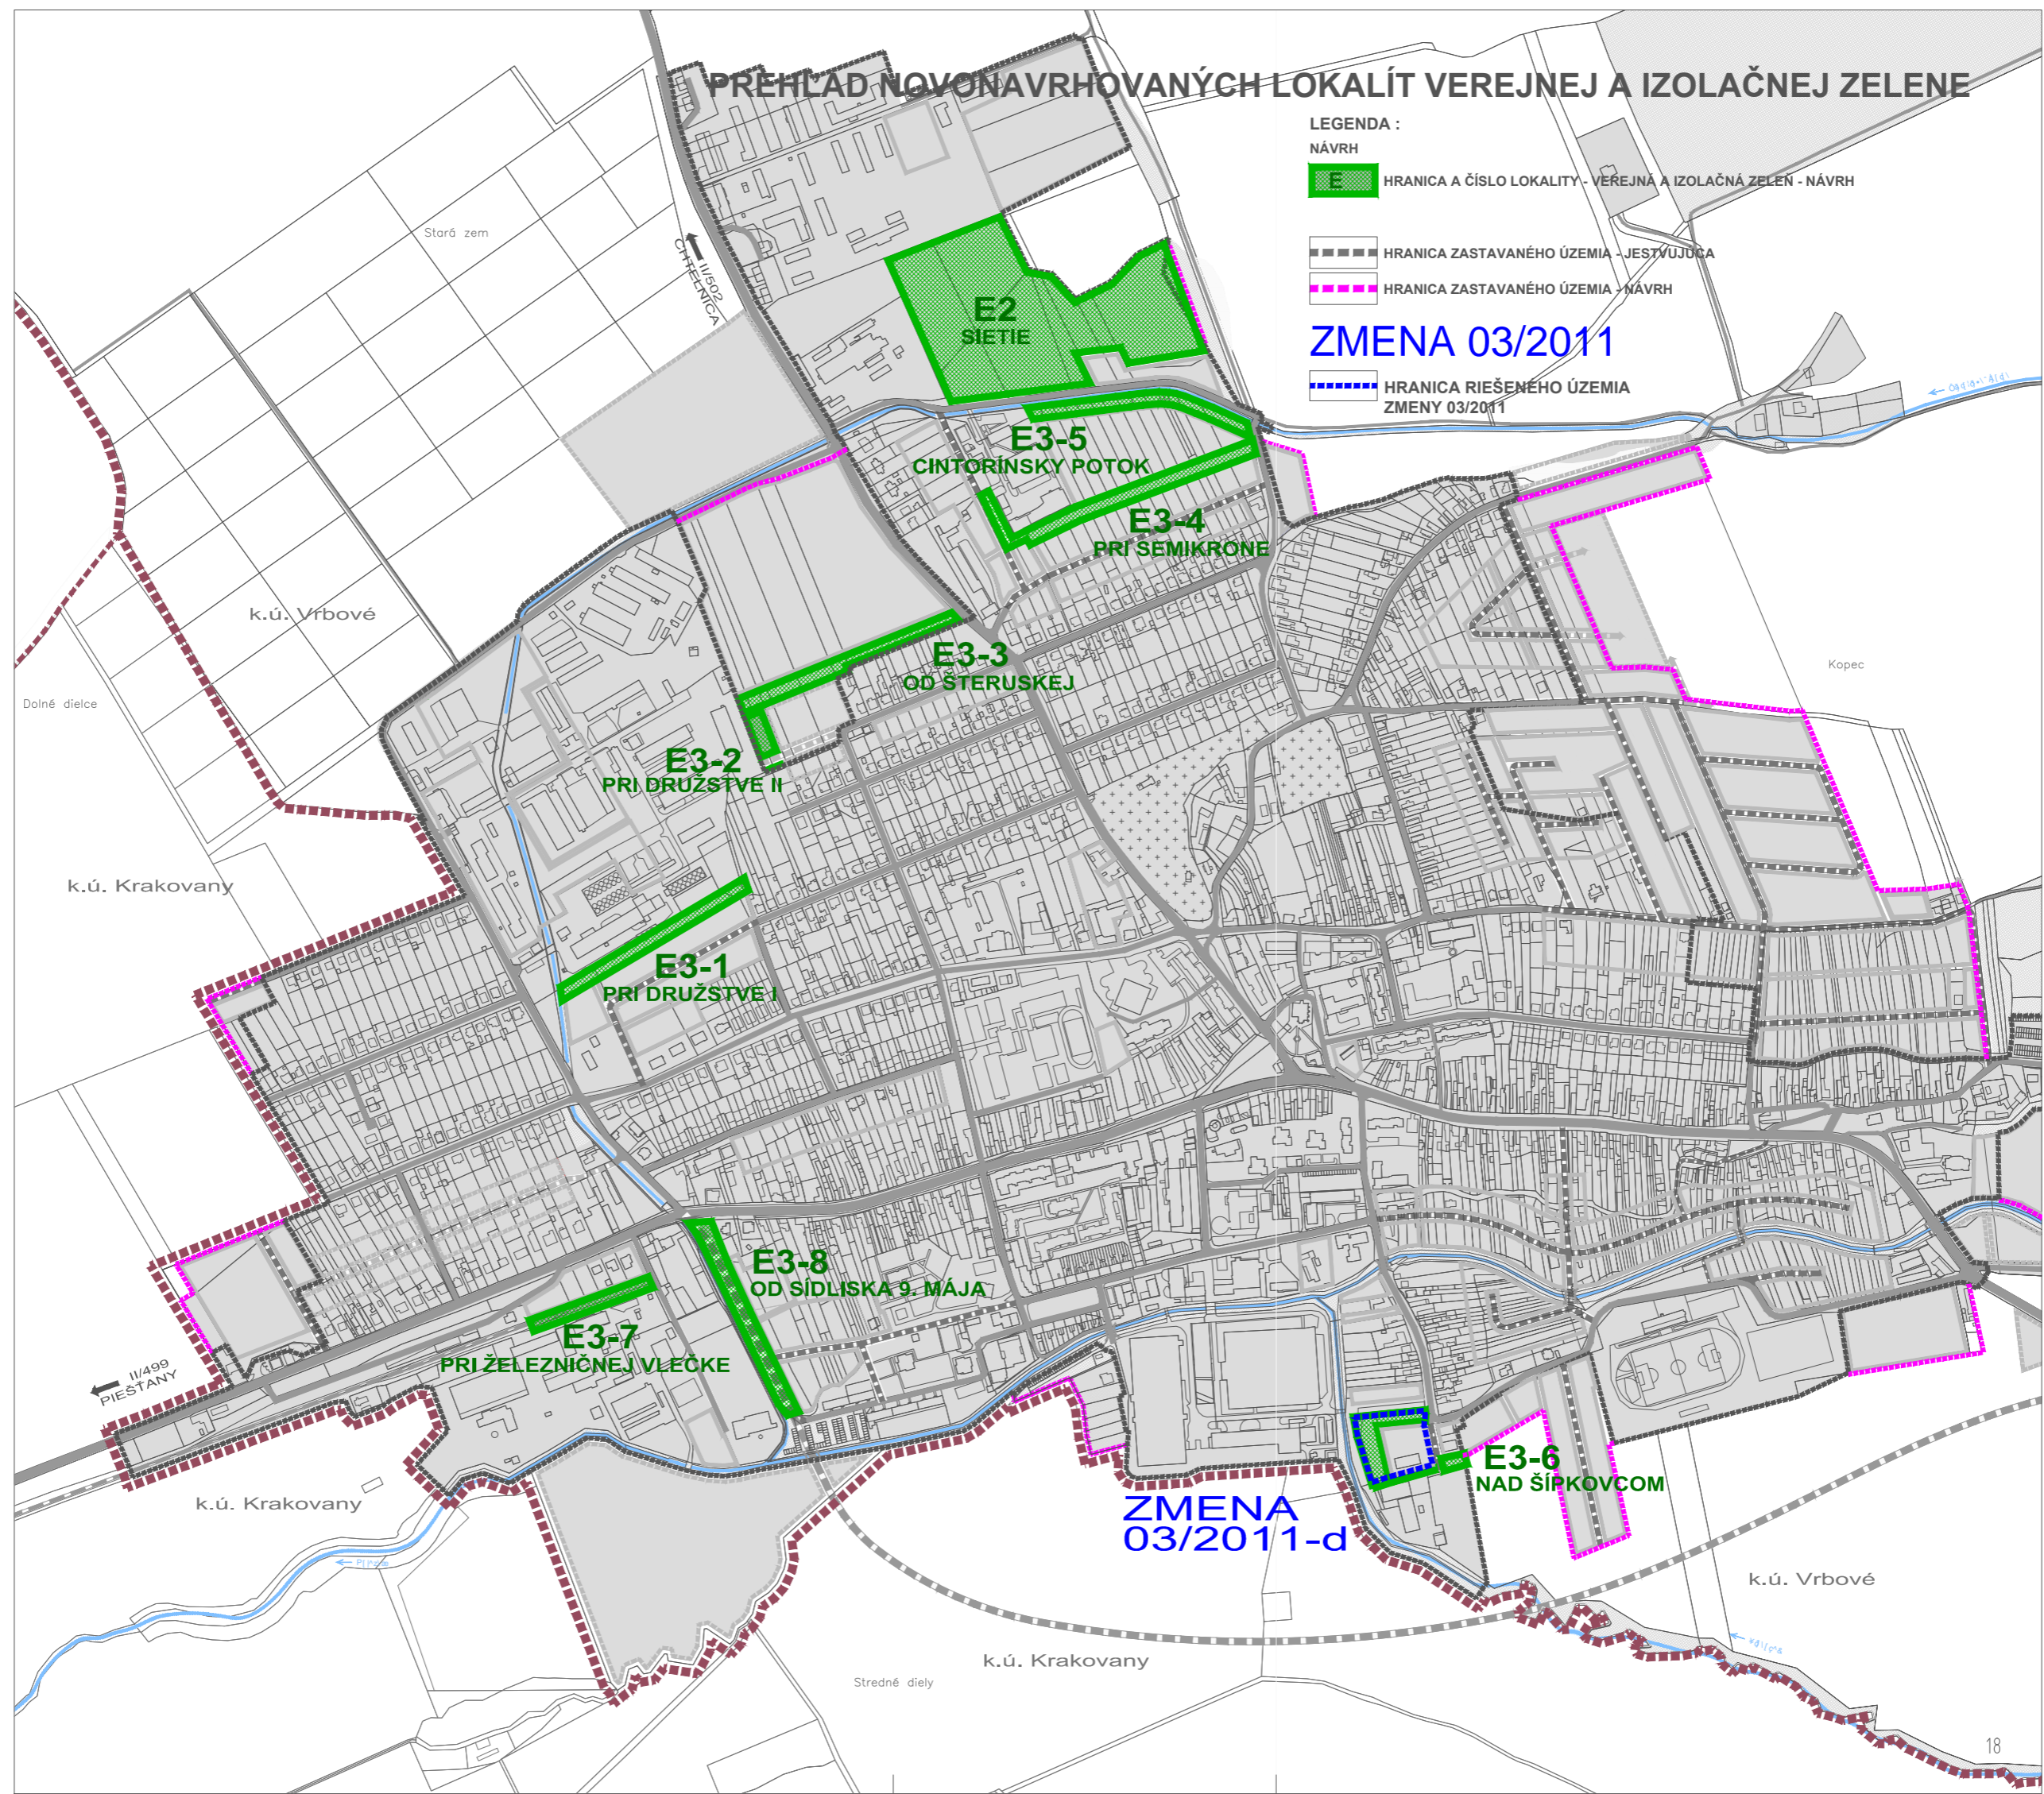 PREHĽAD NOVONAVRHOVANÝCH LOKALÍT VEREJNEJ A IZOLAČNEJ ZELENE
LEGENDA :
NÁVRH
E HRANICA A ČÍSLO LOKALITY - VEREJNÁ A IZOLAČNÁ ZELEŇ - NÁVRH
HRANICA ZASTAVANÉHO ÚZEMIA - JESTVUJÚCA
HRANICA ZASTAVANÉHO ÚZEMIA - NÁVRH
ZMENA 03/2011
HRANICA RIEŠENÉHO ÚZEMIA
ZMENY 03/2011
Stará zem
II/502
CHTELNICA
E2
SIETIE
E3-5
CINTORÍNSKY POTOK
E3-4
PRI SEMIKRONE
k.ú. Vrbové
E3-3
OD ŠTERUSKEJ
Kopec
Dolné dielce
E3-2
PRI DRUŽSTVE II
k.ú. Krakovany
E3-1
PRI DRUŽSTVE I
E3-8
OD SÍDLISKA 9. MÁJA
E3-7
PRI ŽELEZNIČNEJ VLEČKE
II/499
PIEŠŤANY
E3-6
NAD ŠÍPKOVCOM
k.ú. Krakovany
ZMENA
03/2011-d
k.ú. Vrbové
k.ú. Krakovany
Stredné diely
18